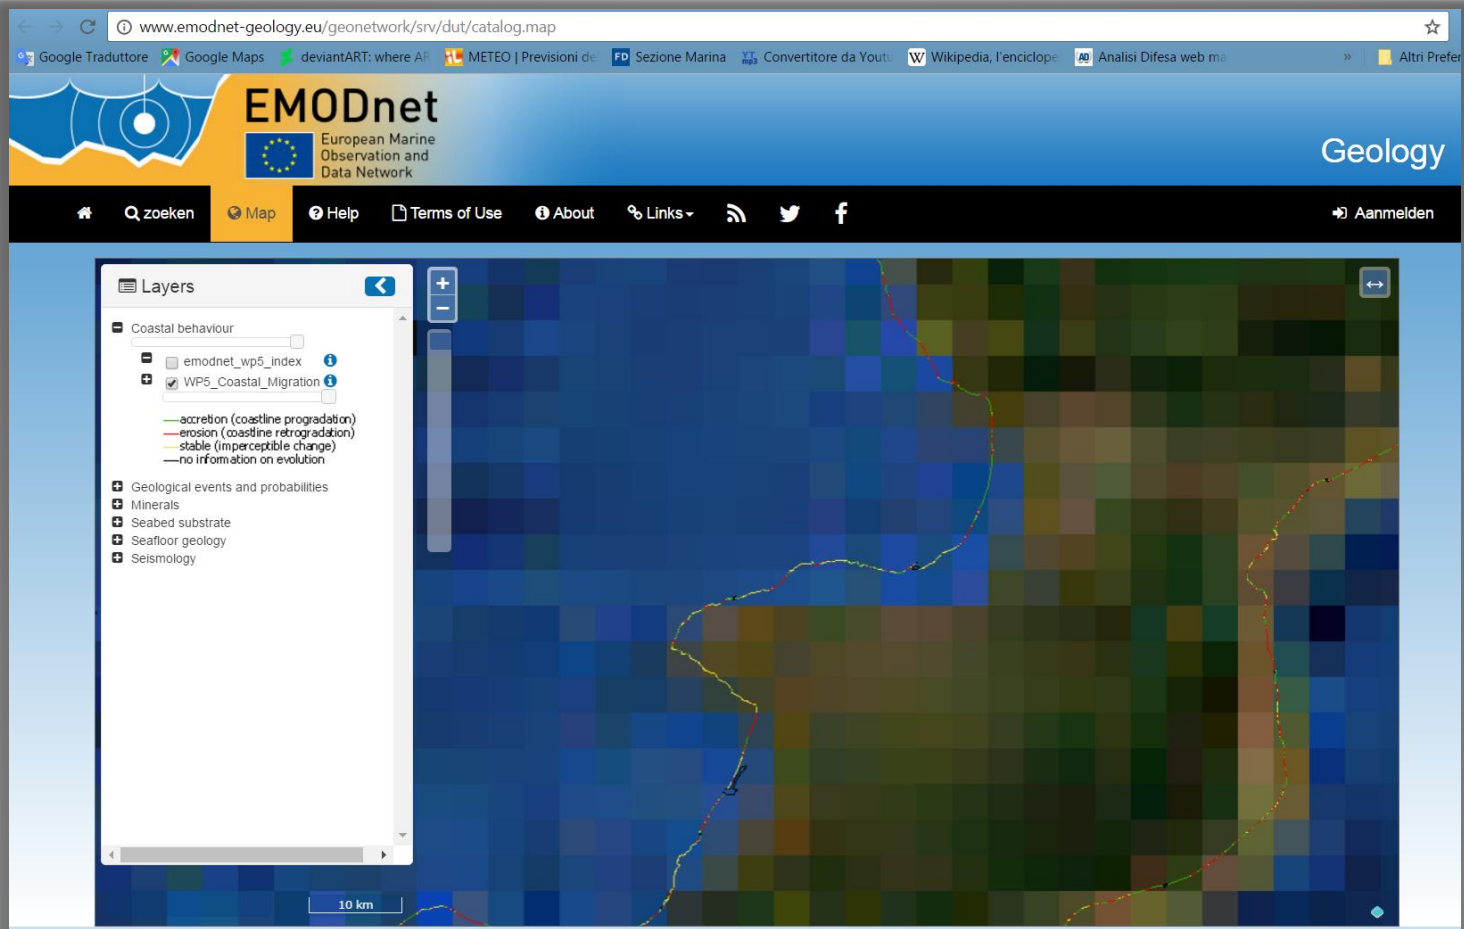 www.emodnet-geology.eu/geonetwork/srv/dut/catalog.map
Google Traduttore Google Maps deviantART: where AR METEO | Previsioni de FD Sezione Marina Convertitore da Youtu W Wikipedia, l'enciclope AD Analisi Difesa web ma » Altri Prefer
EMODnet
European Marine
Observation and
Data Network
Geology
zoeken Map Help Terms of Use About Links Aanmelden
Layers
Coastal behaviour
emodnet_wp5_index
WP5_Coastal_Migration
accretion (coastline progradation)
erosion (coastline retrogradation)
stable (imperceptible change)
no information on evolution
Geological events and probabilities
Minerals
Seabed substrate
Seafloor geology
Seismology
10 km